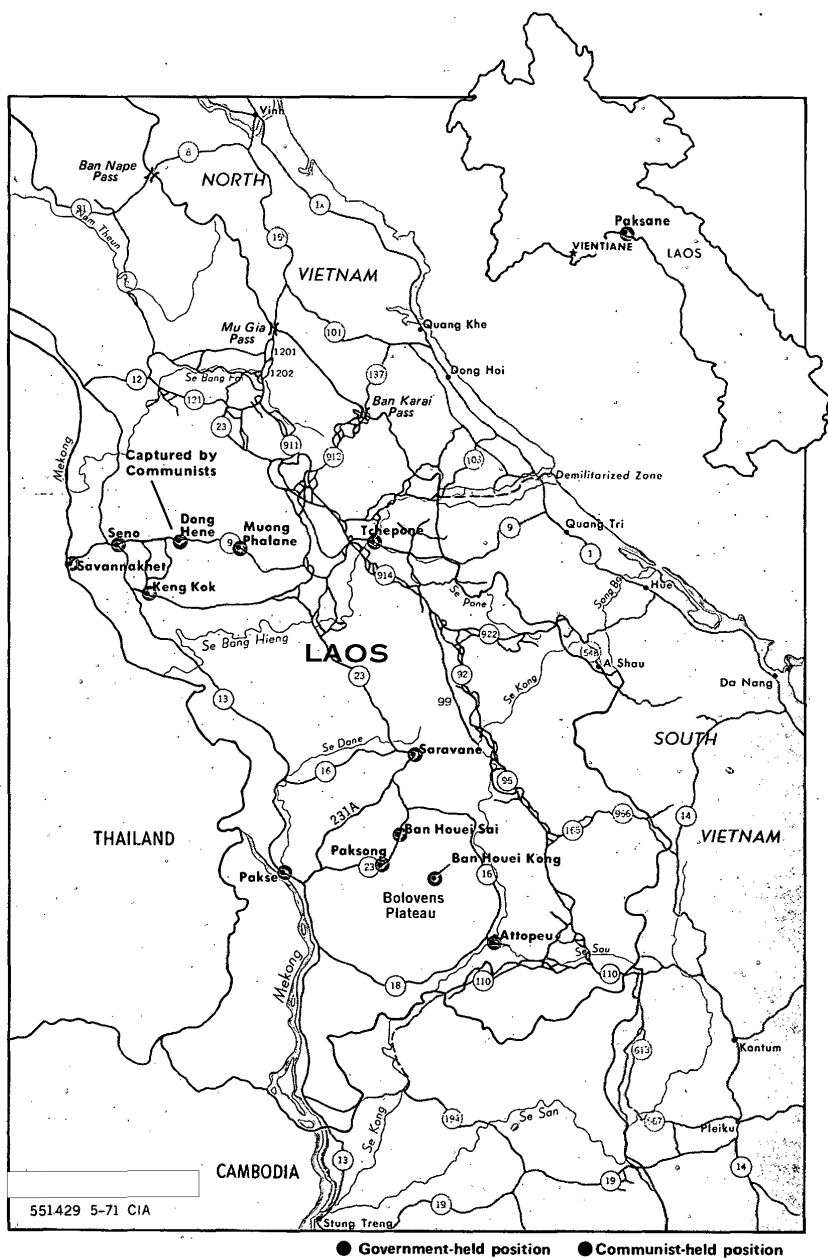 Vinh
Ban Nape
Pass
8
NORTH
91
Nam Theun
1A
15
Paksane
VIENTIANE
LAOS
VIETNAM
Mu Gia
Pass
101
Quang Khe
1201
1202
137
Dong Hoi
12
Se Bang Fai
121
Ban Karai
Pass
23
911
912
103
Mekong
Captured by
Communists
Demilitarized Zone
Seno
Dong
Hene
9
Muong
Phalane
Tchepone
9
Quang Tri
1
Savannakhet
Keng Kok
914
Se Pone
Song Bo
Hue
Se Bang Hieng
922
LAOS
548
A Shau
23
92
Se Kong
Da Nang
13
99
SOUTH
Se Done
Saravane
16
95
231A
966
14
165
THAILAND
Ban Houei Sai
VIETNAM
Paksong
23
Ban Houei Kong
Pakse
16
Bolovens
Plateau
Attopeu
Se Sou
Mekong
18
110
110
Kontum
613
Se Kong
194
Se San
567
Pleiku
CAMBODIA
13
14
19
19
551429 5-71 CIA
Stung Treng
Government-held position
Communist-held position